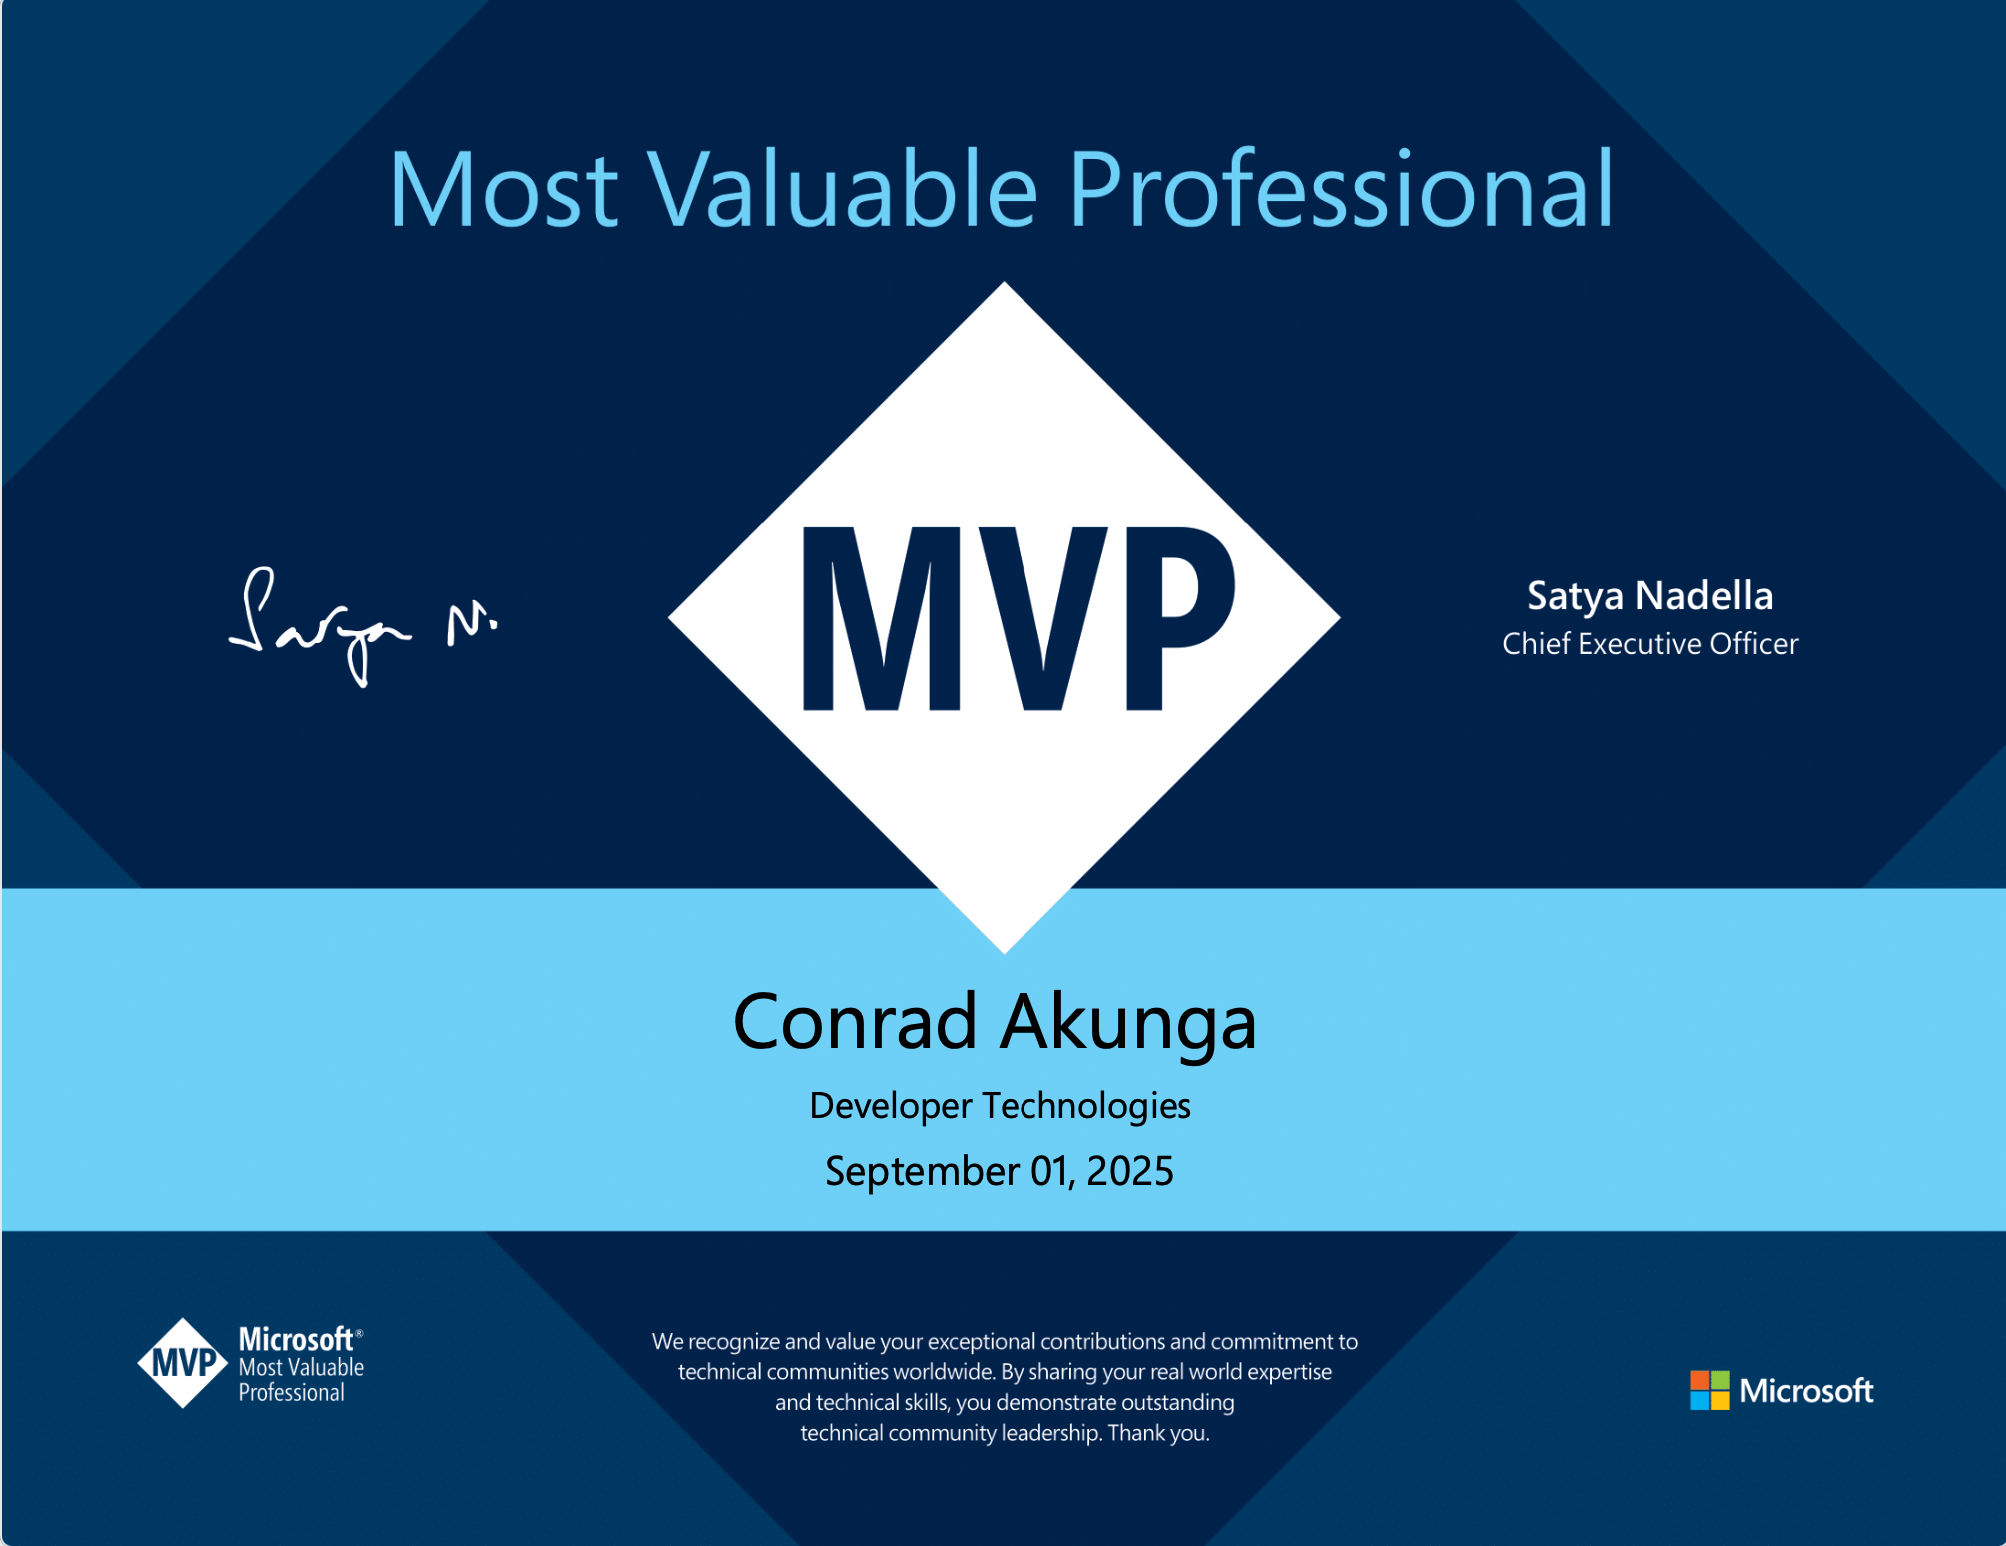 Most Valuable Professional
MVP
Satya N.
Satya Nadella
Chief Executive Officer
Conrad Akunga
Developer Technologies
September 01, 2025
MVP
Microsoft®
Most Valuable
Professional
We recognize and value your exceptional contributions and commitment to
technical communities worldwide. By sharing your real world expertise
and technical skills, you demonstrate outstanding
technical community leadership. Thank you.
Microsoft